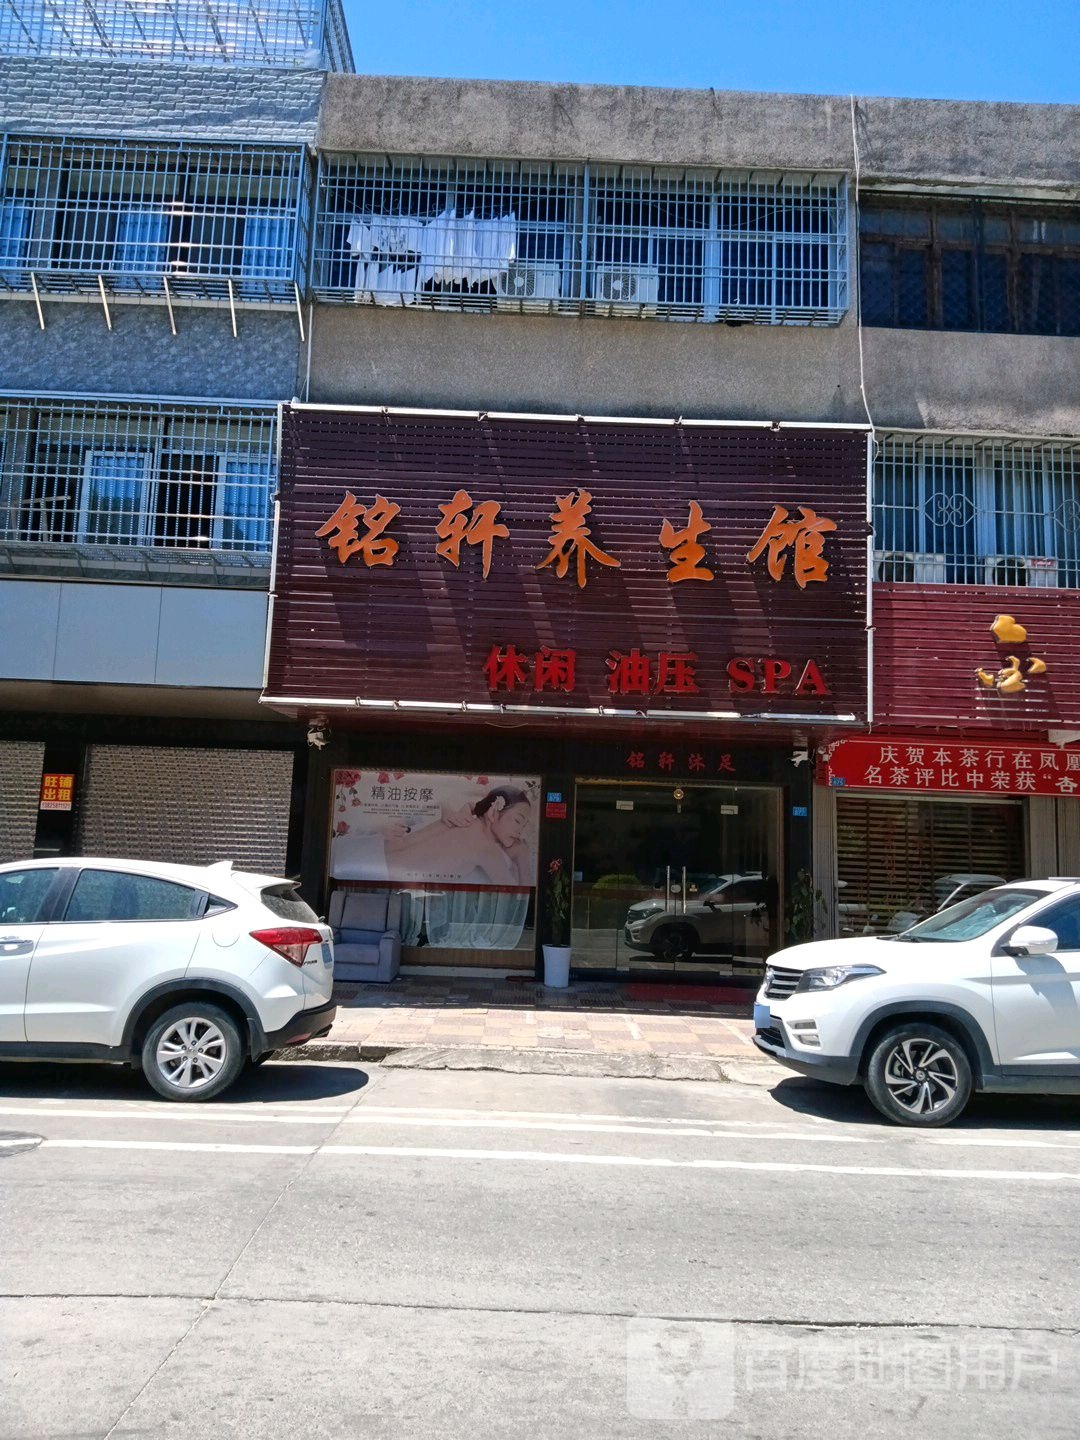 铭轩养生馆
休闲 油压 SPA
铭轩沐足
精油按摩
旺铺
出租
庆贺本茶行在凤凰
名茶评比中荣获“杏
百度地图用户